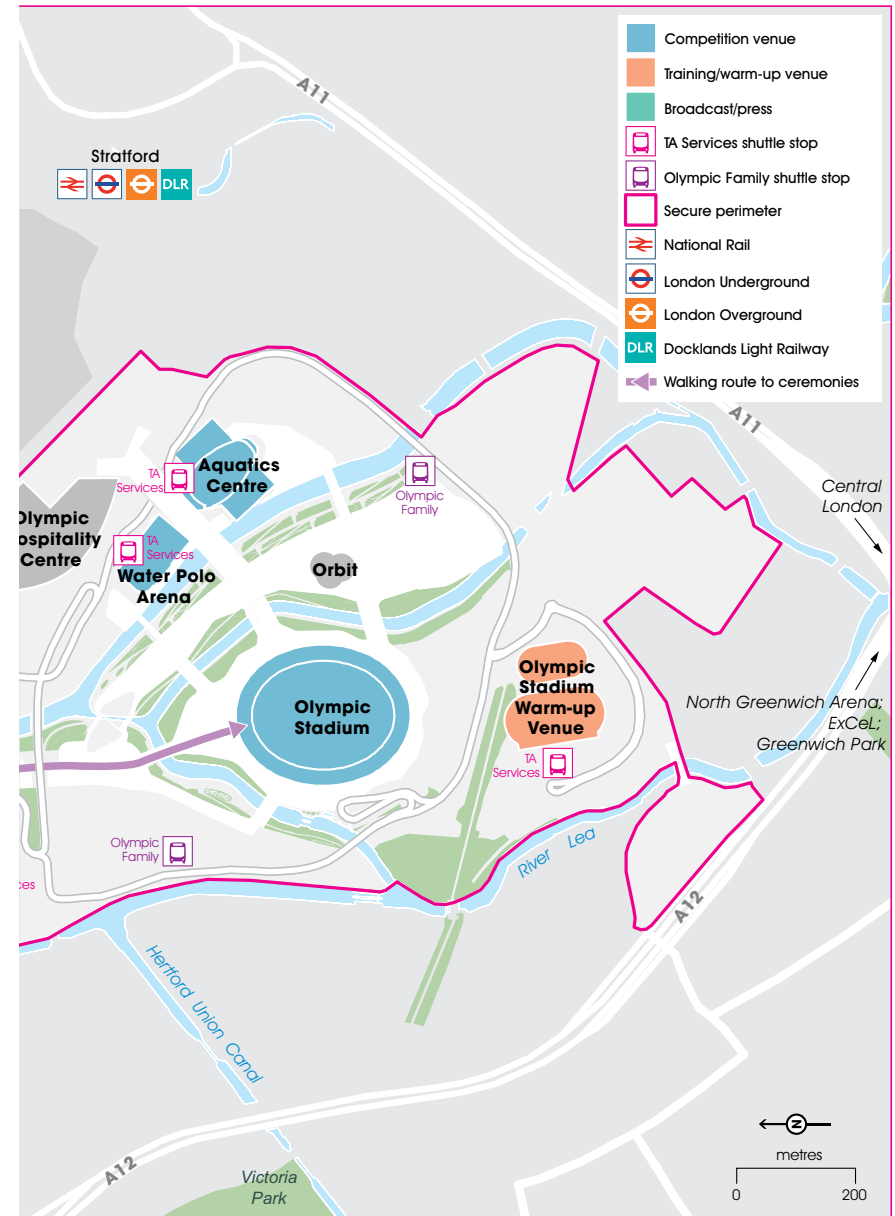 Competition venue
Training/warm-up venue
Broadcast/press
TA Services shuttle stop
Olympic Family shuttle stop
Secure perimeter
National Rail
London Underground
London Overground
DLR
Docklands Light Railway
Walking route to ceremonies
A11
Stratford
DLR
A11
Central
London
TA
Services
Aquatics
Centre
Olympic
Family
Olympic
ospitality
Centre
TA
Services
Water Polo
Arena
Orbit
Olympic
Stadium
Olympic
Stadium
Warm-up
Venue
TA
Services
North Greenwich Arena;
ExCeL;
Greenwich Park
Olympic
Family
ces
River Lea
A12
Hertford Union Canal
A12
Victoria
Park
N
metres
0
200